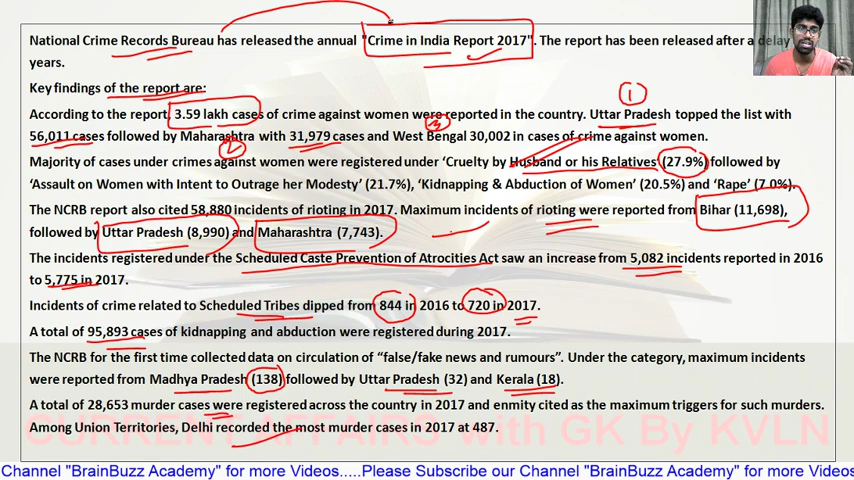 National Crime Records Bureau has released the annual "Crime in India Report 2017". The report has been released after a delay
years.
Key findings of the report are:
According to the report, 3.59 lakh cases of crime against women were reported in the country. Uttar Pradesh topped the list with
56,011 cases followed by Maharashtra with 31,979 cases and West Bengal 30,002 in cases of crime against women.
Majority of cases under crimes against women were registered under 'Cruelty by Husband or his Relatives' (27.9%) followed by
'Assault on Women with Intent to Outrage her Modesty' (21.7%), 'Kidnapping & Abduction of Women' (20.5%) and 'Rape' (7.0%).
The NCRB report also cited 58,880 incidents of rioting in 2017. Maximum incidents of rioting were reported from Bihar (11,698),
followed by Uttar Pradesh (8,990) and Maharashtra (7,743).
The incidents registered under the Scheduled Caste Prevention of Atrocities Act saw an increase from 5,082 incidents reported in 2016
to 5,775 in 2017.
Incidents of crime related to Scheduled Tribes dipped from 844 in 2016 to 720 in 2017.
A total of 95,893 cases of kidnapping and abduction were registered during 2017.
The NCRB for the first time collected data on circulation of "false/fake news and rumours". Under the category, maximum incidents
were reported from Madhya Pradesh (138) followed by Uttar Pradesh (32) and Kerala (18).
A total of 28,653 murder cases were registered across the country in 2017 and enmity cited as the maximum triggers for such murders.
Among Union Territories, Delhi recorded the most murder cases in 2017 at 487.
CURRENT AFFAIRS with GK By KVLN
Channel "BrainBuzz Academy" for more Videos.....Please Subscribe our Channel "BrainBuzz Academy" for more Videos
1
2
3